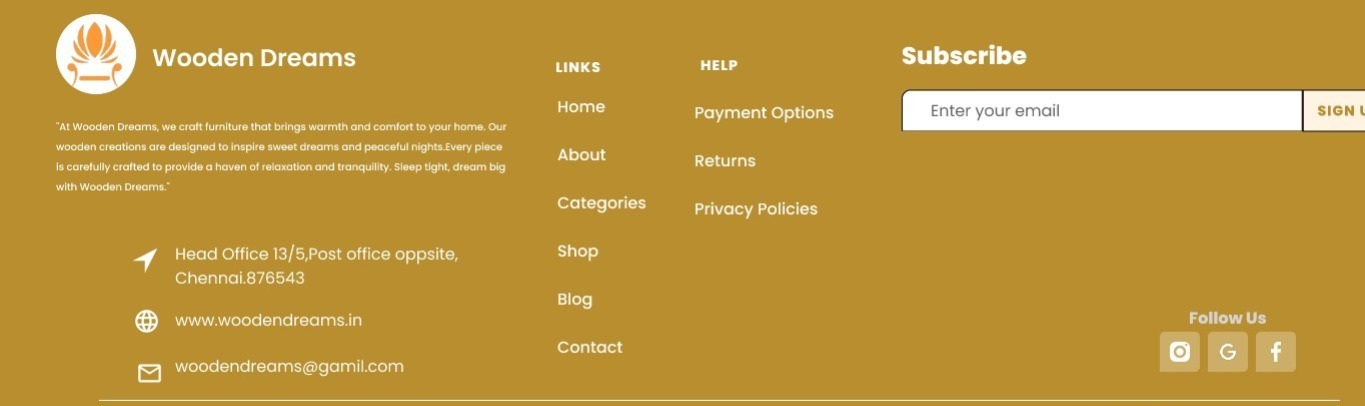 Wooden Dreams
"At Wooden Dreams, we craft furniture that brings warmth and comfort to your home. Our
wooden creations are designed to inspire sweet dreams and peaceful nights.Every piece
is carefully crafted to provide a haven of relaxation and tranquility. Sleep tight, dream big
with Wooden Dreams."
Head Office 13/5,Post office oppsite,
Chennai.876543
www.woodendreams.in
woodendreams@gamil.com
LINKS
Home
About
Categories
Shop
Blog
Contact
HELP
Payment Options
Returns
Privacy Policies
Subscribe
Enter your email
SIGN U
Follow Us